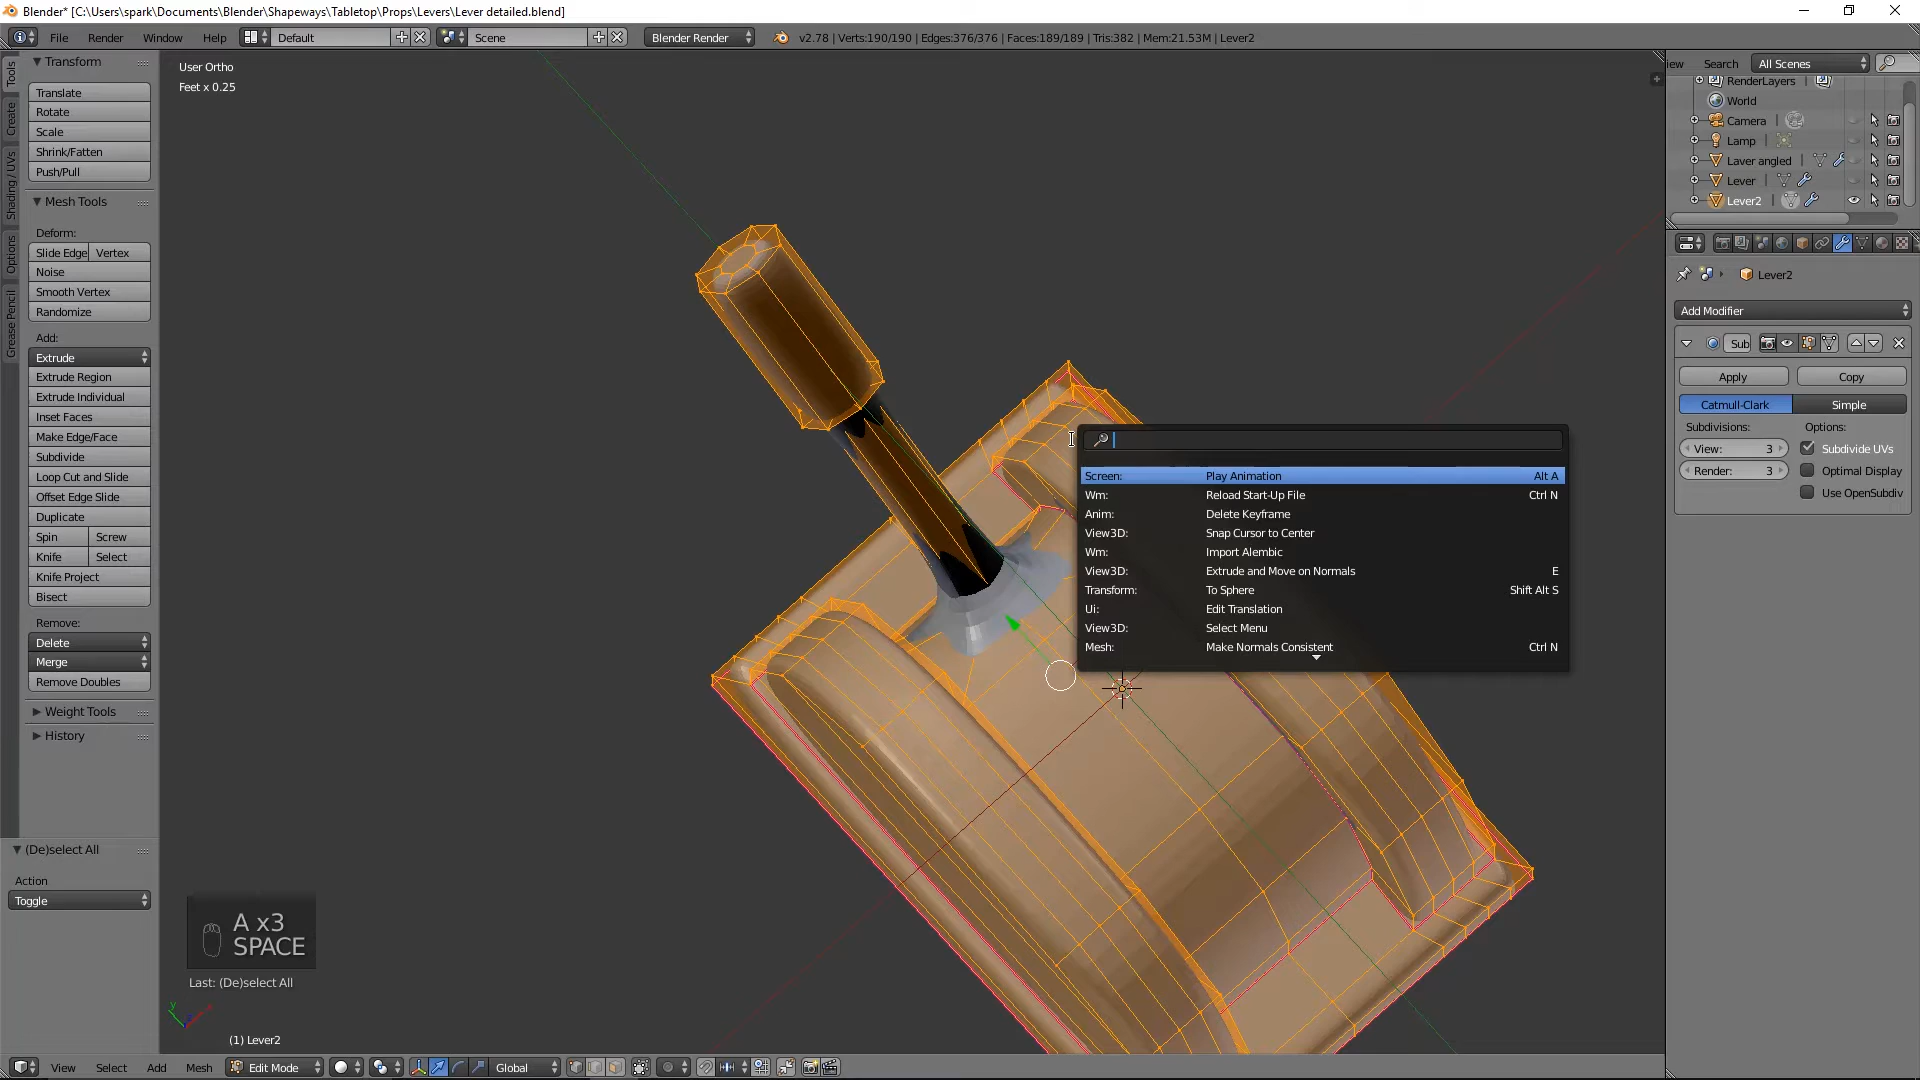 Blender* [C:\Users\spark\Documents\Blender\Shapeways\Tabletop\Props\Levers\Lever detailed.blend]
File Render Window Help Default Scene Blender Render v2.78 | Verts:190/190 | Edges:376/376 | Faces:189/189 | Tris:382 | Mem:21.53M | Lever2
Tools
Create
Shading / UVs
Options
Grease Pencil
Transform
Translate
Rotate
Scale
Shrink/Fatten
Push/Pull
Mesh Tools
Deform:
Slide Edge Vertex
Noise
Smooth Vertex
Randomize
Add:
Extrude
Extrude Region
Extrude Individual
Inset Faces
Make Edge/Face
Subdivide
Loop Cut and Slide
Offset Edge Slide
Duplicate
Spin Screw
Knife Select
Knife Project
Bisect
Remove:
Delete
Merge
Remove Doubles
Weight Tools
History
(De)select All
Action
Toggle
User Ortho
Feet x 0.25
Screen: Play Animation Alt A
Wm: Reload Start-Up File Ctrl N
Anim: Delete Keyframe
View3D: Snap Cursor to Center
Wm: Import Alembic
View3D: Extrude and Move on Normals E
Transform: To Sphere Shift Alt S
Ui: Edit Translation
View3D: Select Menu
Mesh: Make Normals Consistent Ctrl N
A x3
SPACE
Last: (De)select All
(1) Lever2
View Select Add Mesh Edit Mode Global
iew Search All Scenes
RenderLayers
World
Camera
Lamp
Laver angled
Lever
Lever2
Lever2
Add Modifier
Sub
Apply Copy
Catmull-Clark Simple
Subdivisions: Options:
View: 3 Subdivide UVs
Render: 3 Optimal Display
Use OpenSubdiv